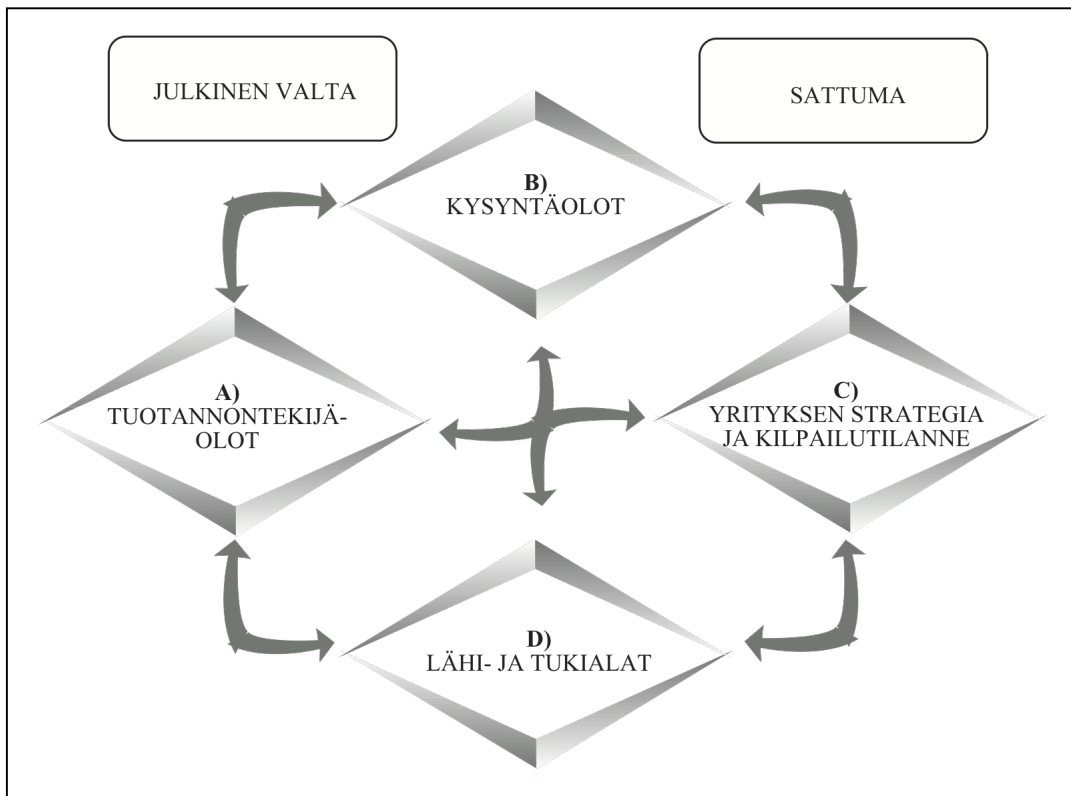 JULKINEN VALTA
SATTUMA
B)
KYSYNTÄOLOT
A)
TUOTANNONTEKIJÄ-
OLOT
C)
YRITYKSEN STRATEGIA
JA KILPAILUTILANNE
D)
LÄHI- JA TUKIALAT